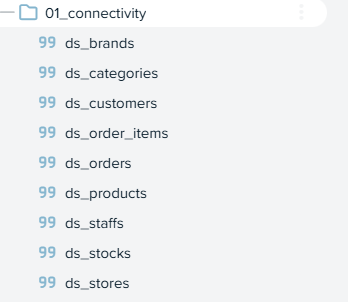 01_connectivity
ds_brands
ds_categories
ds_customers
ds_order_items
ds_orders
ds_products
ds_staffs
ds_stocks
ds_stores